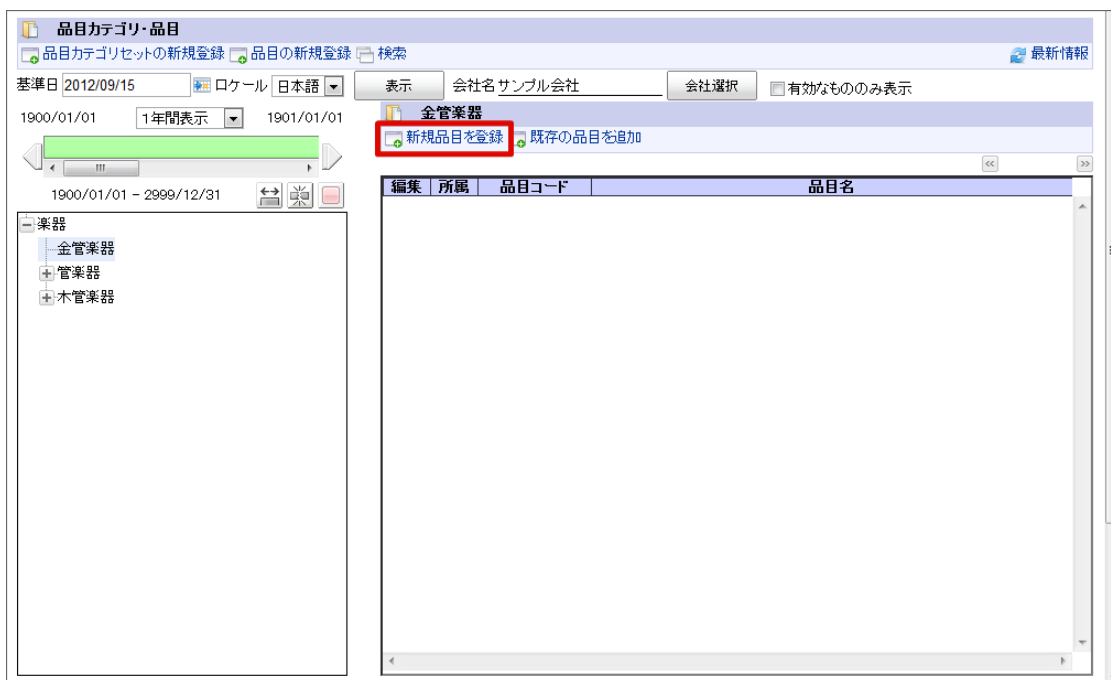 品目カテゴリ・品目
品目カテゴリセットの新規登録 品目の新規登録 検索 最新情報
基準日 2012/09/15 ロケール 日本語 表示 会社名 サンプル会社 会社選択 有効なもののみ表示
1900/01/01 1年間表示 1901/01/01
金管楽器
新規品目を登録 既存の品目を追加
<< >>
1900/01/01 - 2999/12/31
編集 所属 品目コード 品目名
楽器
金管楽器
管楽器
木管楽器